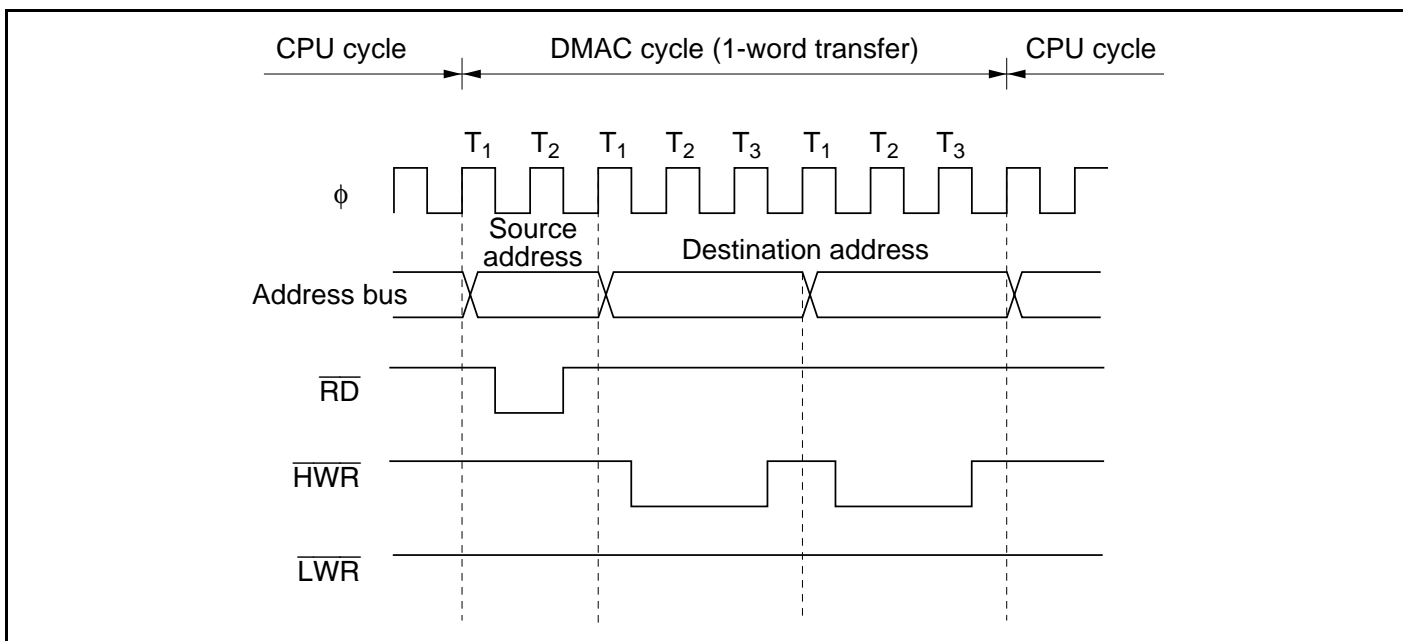 CPU cycle DMAC cycle (1-word transfer) CPU cycle
T1 T2 T1 T2 T3 T1 T2 T3
ϕ
Source
address Destination address
Address bus
RD
HWR
LWR